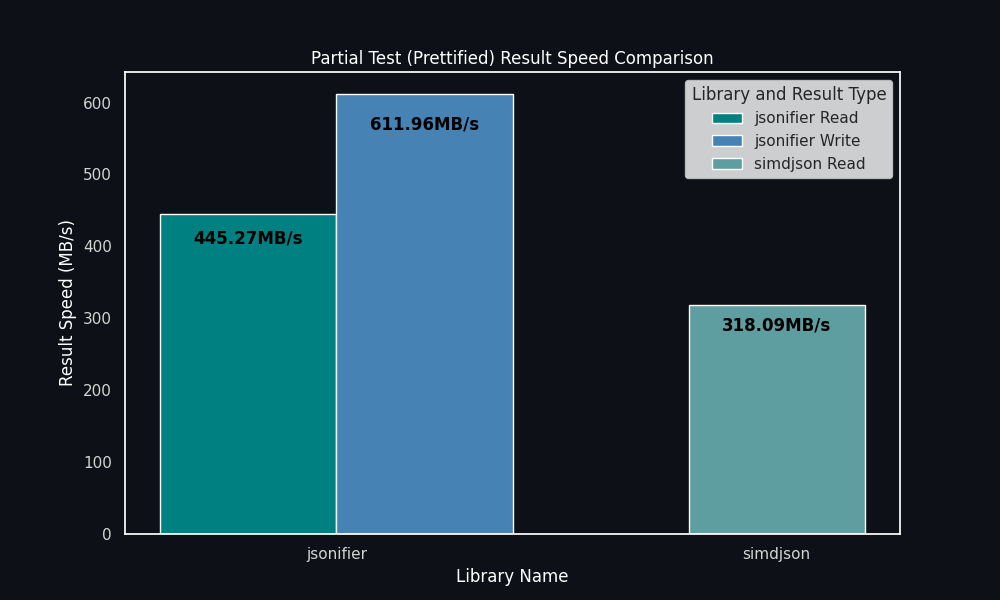 Partial Test (Prettified) Result Speed Comparison
Library and Result Type
jsonifier Read
jsonifier Write
simdjson Read
Result Speed (MB/s)
600
500
400
300
200
100
0
611.96MB/s
445.27MB/s
318.09MB/s
jsonifier
simdjson
Library Name